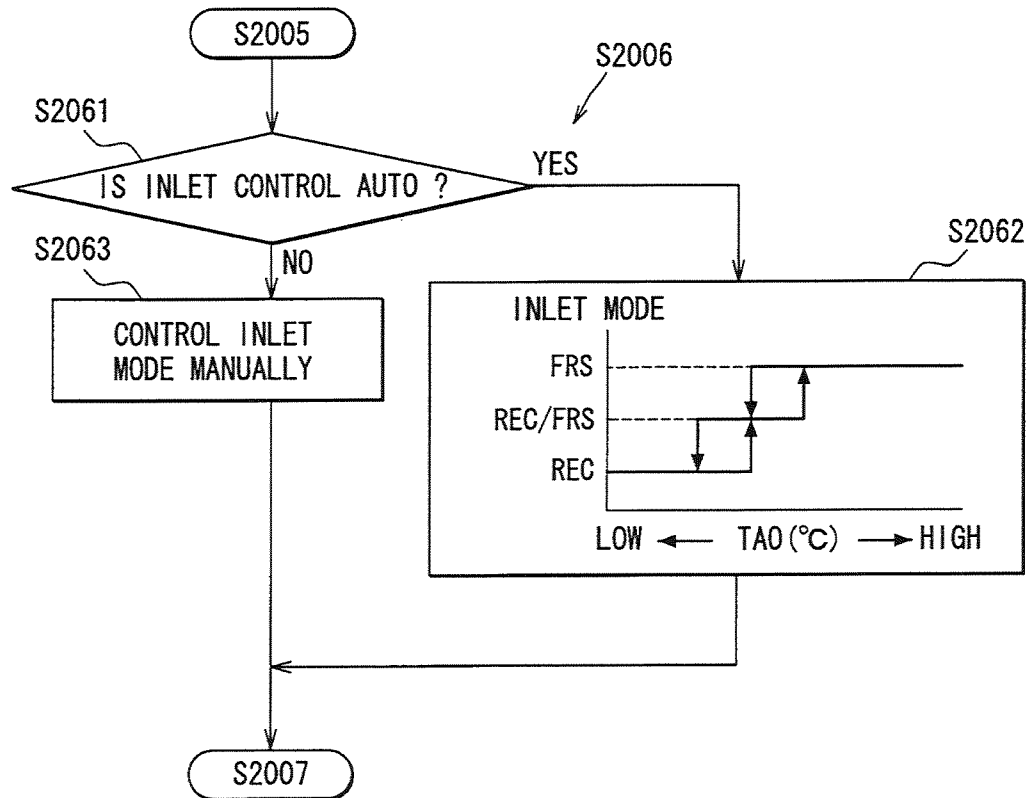 S2005
S2006
S2061
IS INLET CONTROL AUTO ?
YES
S2063
NO
S2062
CONTROL INLET
MODE MANUALLY
INLET MODE
FRS
REC/FRS
REC
LOW TAO (℃) HIGH
S2007